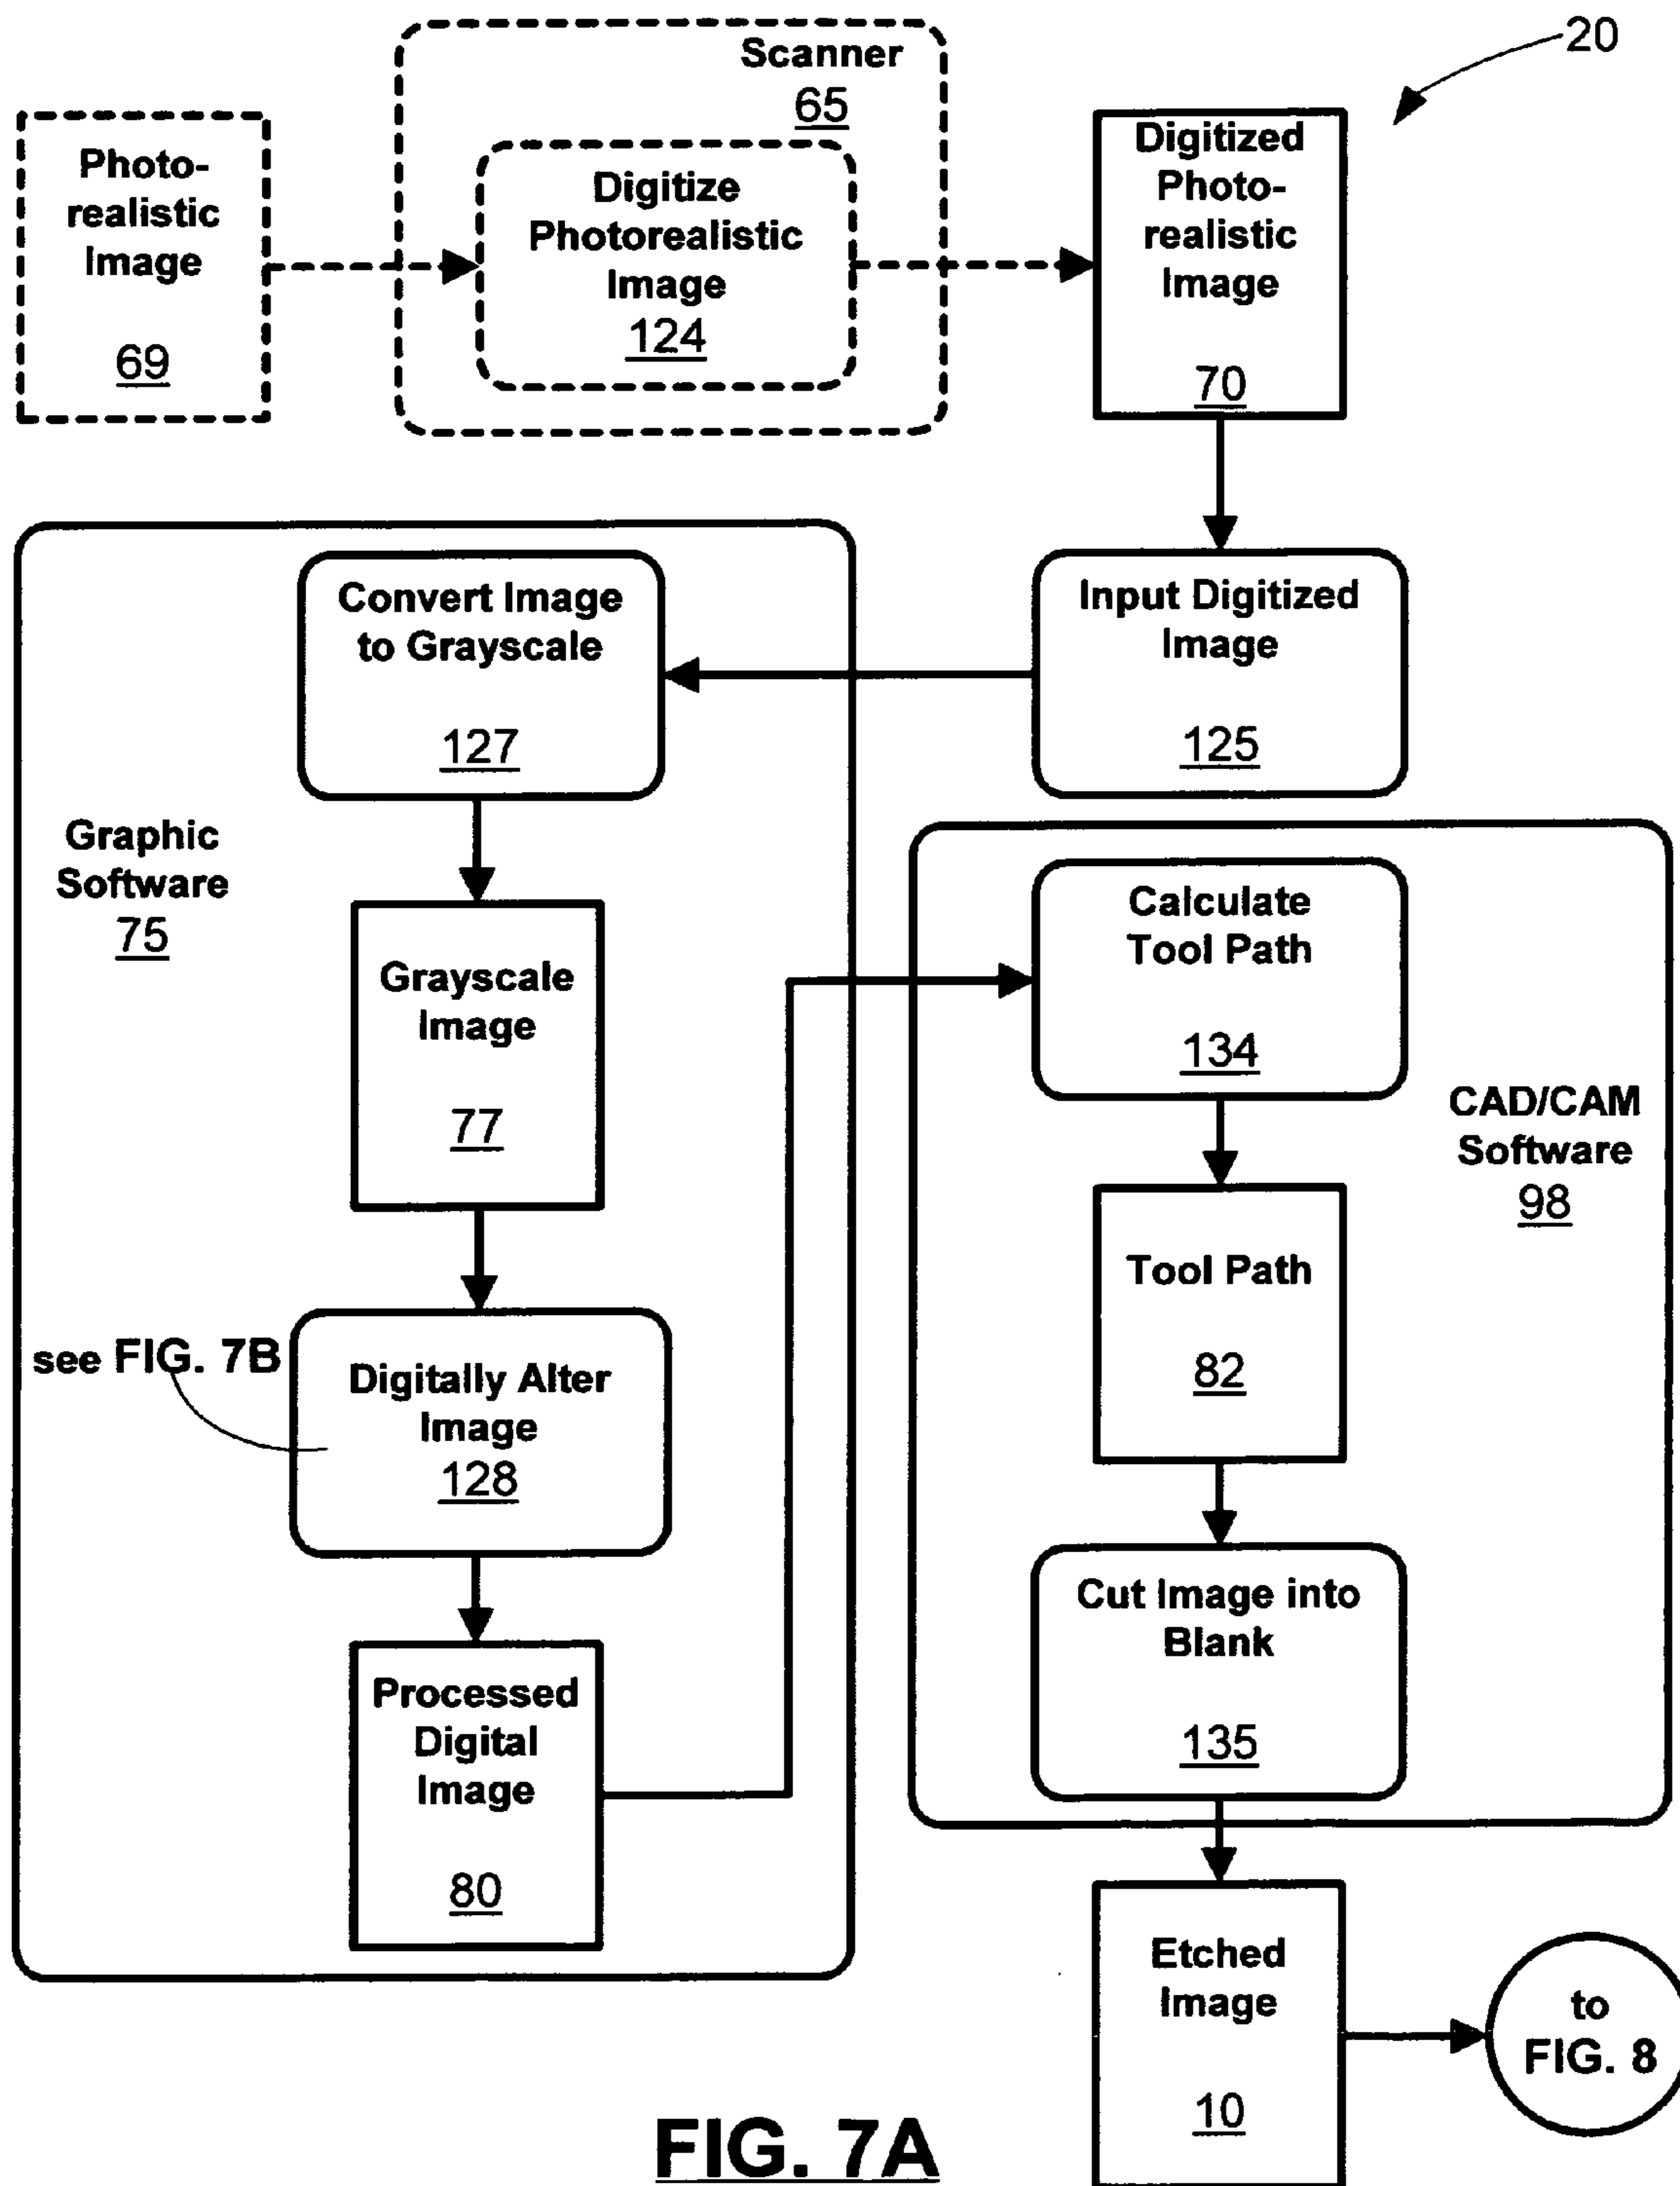 20
Scanner
65
Photo-
realistic
Image
69
Digitize
Photorealistic
Image
124
Digitized
Photo-
realistic
Image
70
Input Digitized
Image
125
Convert Image
to Grayscale
127
Graphic
Software
75
Grayscale
Image
77
see FIG. 7B
Digitally Alter
Image
128
Processed
Digital
Image
80
Calculate
Tool Path
134
CAD/CAM
Software
98
Tool Path
82
Cut Image into
Blank
135
Etched
Image
10
to
FIG. 8
FIG. 7A